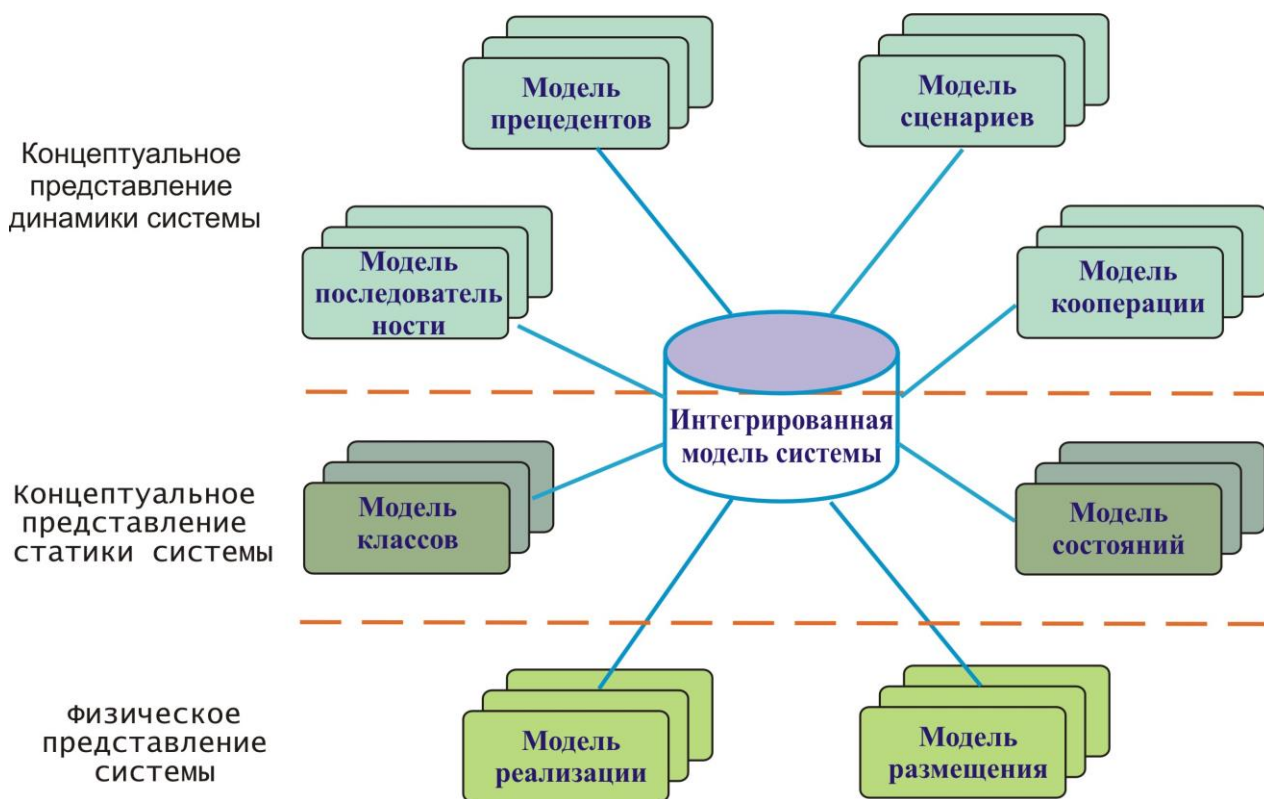 Модель
прецедентов
Модель
сценариев
Концептуальное
представление
динамики системы
Модель
последователь
ности
Модель
кооперации
Интегрированная
модель системы
Концептуальное
представление
статики системы
Модель
классов
Модель
состояний
Физическое
представление
системы
Модель
реализации
Модель
размещения